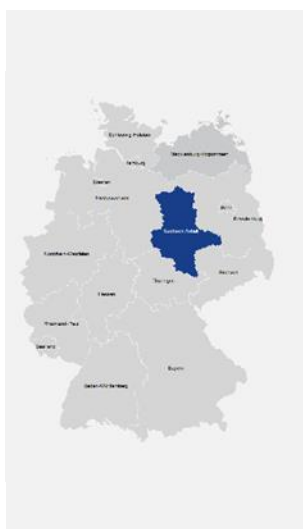 Schleswig-Holstein
Mecklenburg-Vorpommern
Hamburg
Bremen
Niedersachsen
Berlin
Brandenburg
Sachsen-Anhalt
Nordrhein-Westfalen
Sachsen
Thüringen
Hessen
Rheinland-Pfalz
Saarland
Bayern
Baden-Württemberg